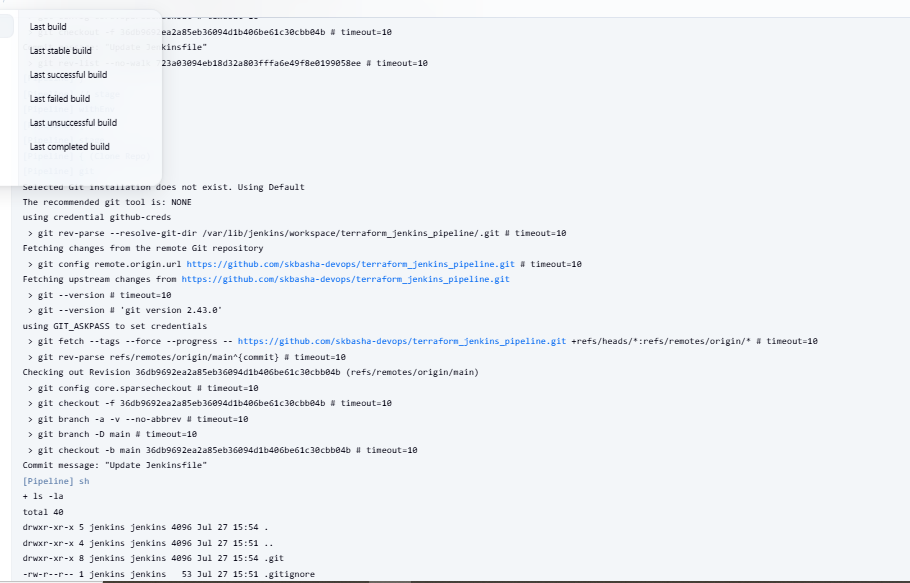 Last build
Last stable build
Last successful build
Last failed build
Last unsuccessful build
Last completed build
ea2a85eb36094d1b406be61c30cbb04b # timeout=10
kinsfile"
23a03094eb18d32a803fffa6e49f8e0199058ee # timeout=10
Selected Git installation does not exist. Using Default
The recommended git tool is: NONE
using credential github-creds
> git rev-parse --resolve-git-dir /var/lib/jenkins/workspace/terraform_jenkins_pipeline/.git # timeout=10
Fetching changes from the remote Git repository
> git config remote.origin.url https://github.com/skbasha-devops/terraform_jenkins_pipeline.git # timeout=10
Fetching upstream changes from https://github.com/skbasha-devops/terraform_jenkins_pipeline.git
> git --version # timeout=10
> git --version # 'git version 2.43.0'
using GIT_ASKPASS to set credentials
> git fetch --tags --force --progress -- https://github.com/skbasha-devops/terraform_jenkins_pipeline.git +refs/heads/*:refs/remotes/origin/* # timeout=10
> git rev-parse refs/remotes/origin/main^{commit} # timeout=10
Checking out Revision 36db9692ea2a85eb36094d1b406be61c30cbb04b (refs/remotes/origin/main)
> git config core.sparsecheckout # timeout=10
> git checkout -f 36db9692ea2a85eb36094d1b406be61c30cbb04b # timeout=10
> git branch -a -v --no-abbrev # timeout=10
> git branch -D main # timeout=10
> git checkout -b main 36db9692ea2a85eb36094d1b406be61c30cbb04b # timeout=10
Commit message: "Update Jenkinsfile"
[Pipeline] sh
+ ls -la
total 40
drwxr-xr-x 5 jenkins jenkins 4096 Jul 27 15:54 .
drwxr-xr-x 4 jenkins jenkins 4096 Jul 27 15:51 ..
drwxr-xr-x 8 jenkins jenkins 4096 Jul 27 15:54 .git
-rw-r--r-- 1 jenkins jenkins   53 Jul 27 15:51 .gitignore